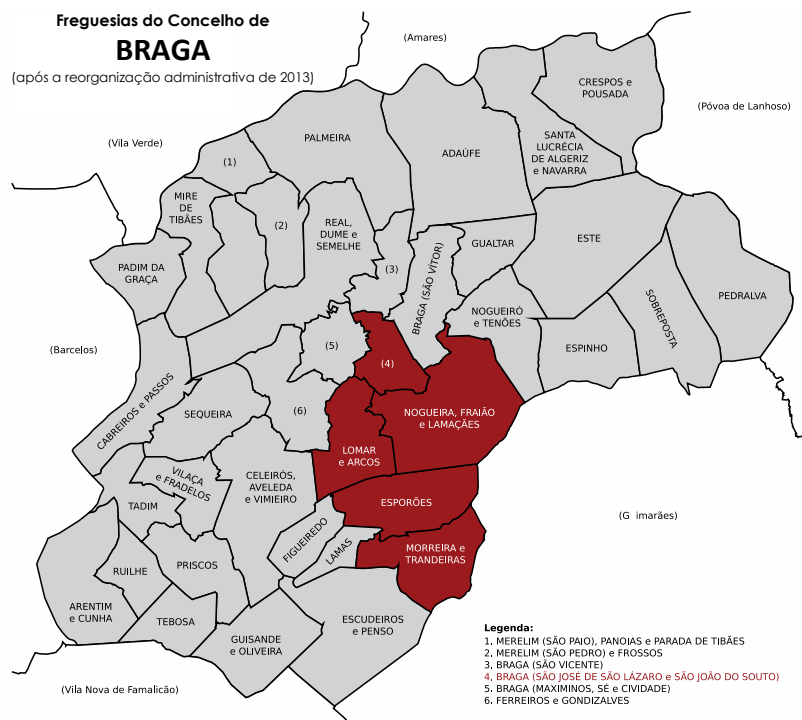 Freguesias do Concelho de
BRAGA
(após a reorganização administrativa de 2013)
(Amares)
(Póvoa de Lanhoso)
(Vila Verde)
(Barcelos)
(G  imarães)
(Vila Nova de Famalicão)
CRESPOS e
POUSADA
PALMEIRA
ADAÚFE
SANTA
LUCRÉCIA
DE ALGERIZ
e NAVARRA
(1)
MIRE
DE
TIBÃES
(2)
REAL,
DUME e
SEMELHE
(3)
BRAGA (SÃO VÍTOR)
GUALTAR
ESTE
PADIM DA
GRAÇA
NOGUEIRÓ
e TENÕES
SOBREPOSTA
PEDRALVA
ESPINHO
(5)
(4)
CABREIROS e PASSOS
SEQUEIRA
(6)
NOGUEIRA, FRAIÃO
e LAMAÇÃES
LOMAR
e ARCOS
VILAÇA
e FRADELOS
CELEIRÓS,
AVELEDA
e VIMIEIRO
TADIM
ESPORÕES
FIGUEIREDO
LAMAS
MORREIRA e
TRANDEIRAS
RUILHE
PRISCOS
ARENTIM
e CUNHA
TEBOSA
GUISANDE
e OLIVEIRA
ESCUDEIROS
e PENSO
Legenda:
1. MERELIM (SÃO PAIO), PANOIAS e PARADA DE TIBÃES
2. MERELIM (SÃO PEDRO) e FROSSOS
3. BRAGA (SÃO VICENTE)
4. BRAGA (SÃO JOSÉ DE SÃO LÁZARO e SÃO JOÃO DO SOUTO)
5. BRAGA (MAXIMINOS, SÉ e CIVIDADE)
6. FERREIROS e GONDIZALVES